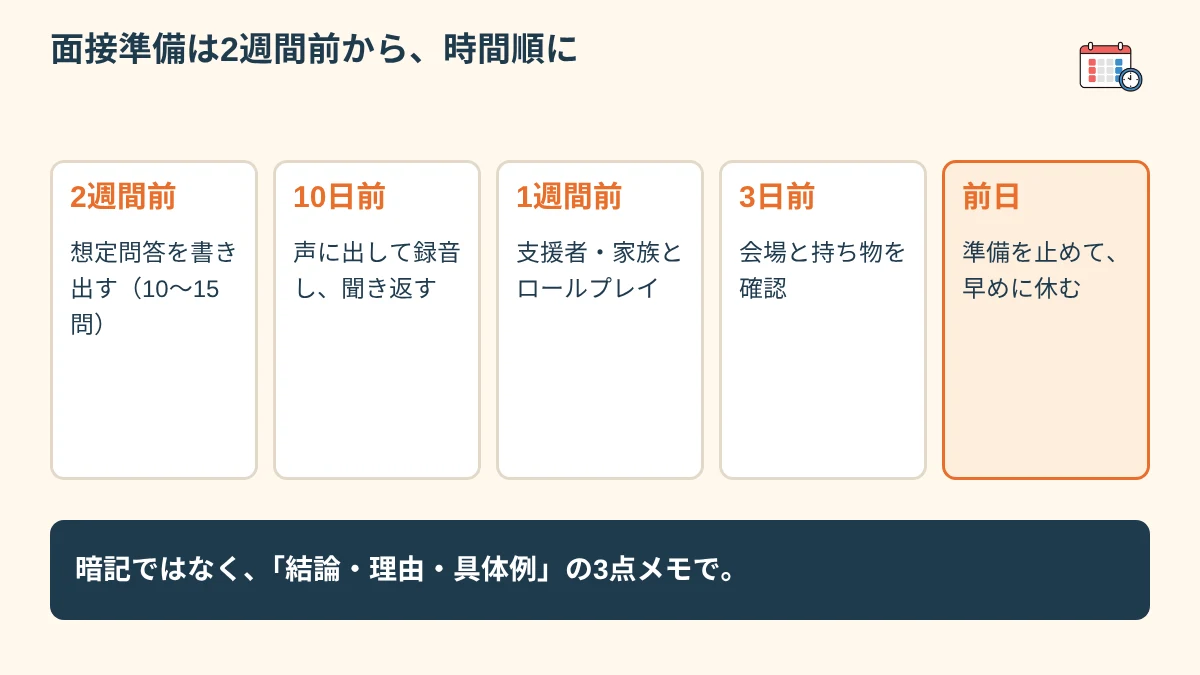 面接準備は2週間前から、時間順に
2週間前
想定問答を書き
出す（10〜15
問）
10日前
声に出して録音
し、聞き返す
1週間前
支援者・家族と
ロールプレイ
3日前
会場と持ち物を
確認
前日
準備を止めて、
早めに休む
暗記ではなく、「結論・理由・具体例」の3点メモで。